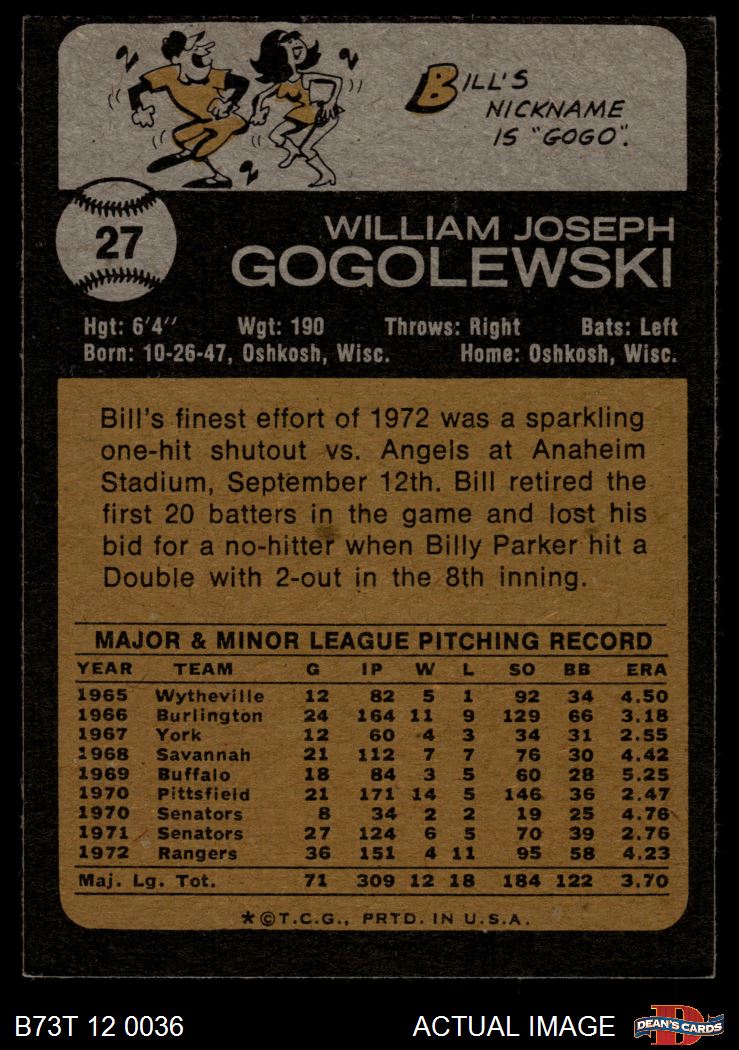 BILL'S
NICKNAME
IS "GOGO".
27
WILLIAM JOSEPH
GOGOLEWSKI
Hgt: 6'4" Wgt: 190 Throws: Right Bats: Left
Born: 10-26-47, Oshkosh, Wisc. Home: Oshkosh, Wisc.
Bill's finest effort of 1972 was a sparkling
one-hit shutout vs. Angels at Anaheim
Stadium, September 12th. Bill retired the
first 20 batters in the game and lost his
bid for a no-hitter when Billy Parker hit a
Double with 2-out in the 8th inning.
MAJOR & MINOR LEAGUE PITCHING RECORD
YEAR TEAM G IP W L SO BB ERA
1965 Wytheville 12 82 5 1 92 34 4.50
1966 Burlington 24 164 11 9 129 66 3.18
1967 York 12 60 4 3 34 31 2.55
1968 Savannah 21 112 7 7 76 30 4.42
1969 Buffalo 18 84 3 5 60 28 5.25
1970 Pittsfield 21 171 14 5 146 36 2.47
1970 Senators 8 34 2 2 19 25 4.76
1971 Senators 27 124 6 5 70 39 2.76
1972 Rangers 36 151 4 11 95 58 4.23
Maj. Lg. Tot. 71 309 12 18 184 122 3.70
*©T.C.G., PRTD. IN U.S.A.
B73T 12 0036 ACTUAL IMAGE DEAN'S CARDS